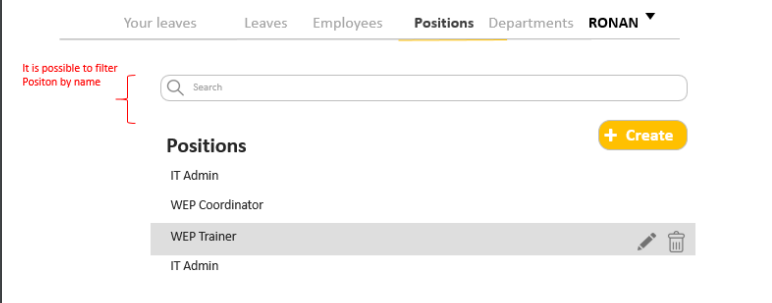 Your leaves Leaves Employees Positions Departments RONAN
It is possible to filter
Positon by name
Search
+ Create
Positions
IT Admin
WEP Coordinator
WEP Trainer
IT Admin